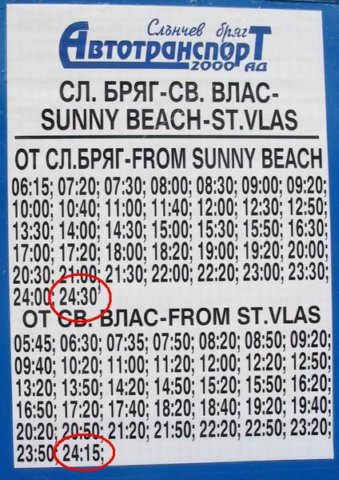 Слънчев бряг
АвтотранспорТ
2000 АД
СЛ. БРЯГ-СВ. ВЛАС-
SUNNY BEACH-ST.VLAS
ОТ СЛ.БРЯГ-FROM SUNNY BEACH
06:15; 07:20; 07:30; 08:00; 08:30; 09:00; 09:20;
10:00; 10:40; 11:00; 11:40; 12:00; 12:30; 12:50;
13:30; 14:00; 14:30; 15:00; 15:30; 15:50; 16:30;
17:00; 17:20; 18:00; 18:20; 19:00; 19:20; 20:00;
20:30; 21:00; 21:30; 22:00; 22:20; 23:00; 23:30;
24:00; 24:30'
ОТ СВ. ВЛАС-FROM ST.VLAS
05:45; 06:30; 07:35; 07:50; 08:20; 08:50; 09:20;
09:40; 10:20; 11:00; 11:20; 12:00; 12:20; 12:50;
13:20; 13:50; 14:20; 14:50; 15:20; 15:50; 16:20;
16:50; 17:20; 17:40; 18:20; 18:40; 19:20; 19:40;
20:20; 20:50; 21:20; 21:50; 22:20; 22:50; 23:20;
23:50; 24:15;